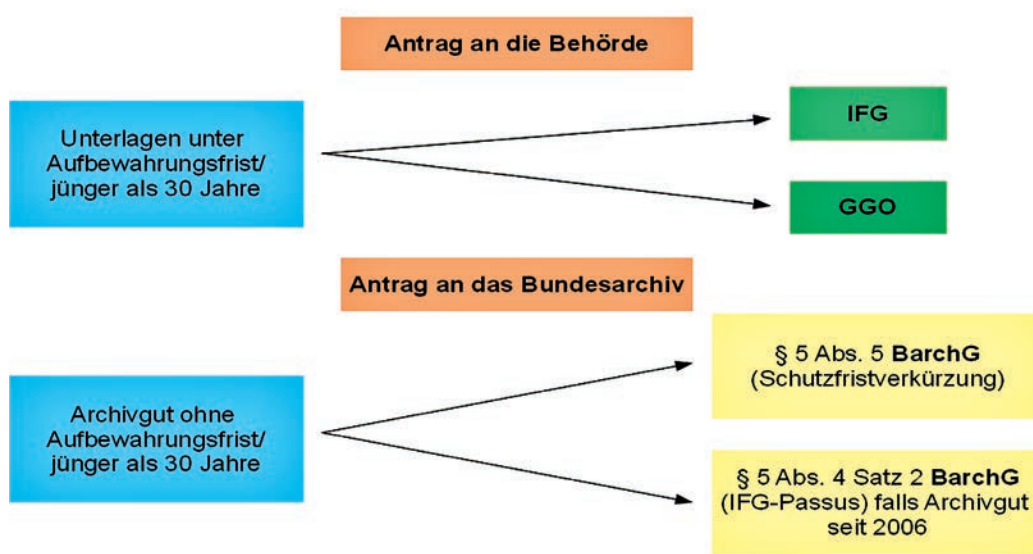 Antrag an die Behörde
Unterlagen unter
Aufbewahrungsfrist/
jünger als 30 Jahre
IFG
GGO
Antrag an das Bundesarchiv
Archivgut ohne
Aufbewahrungsfrist/
jünger als 30 Jahre
§ 5 Abs. 5 BarchG
(Schutzfristverkürzung)
§ 5 Abs. 4 Satz 2 BarchG
(IFG-Passus) falls Archivgut
seit 2006